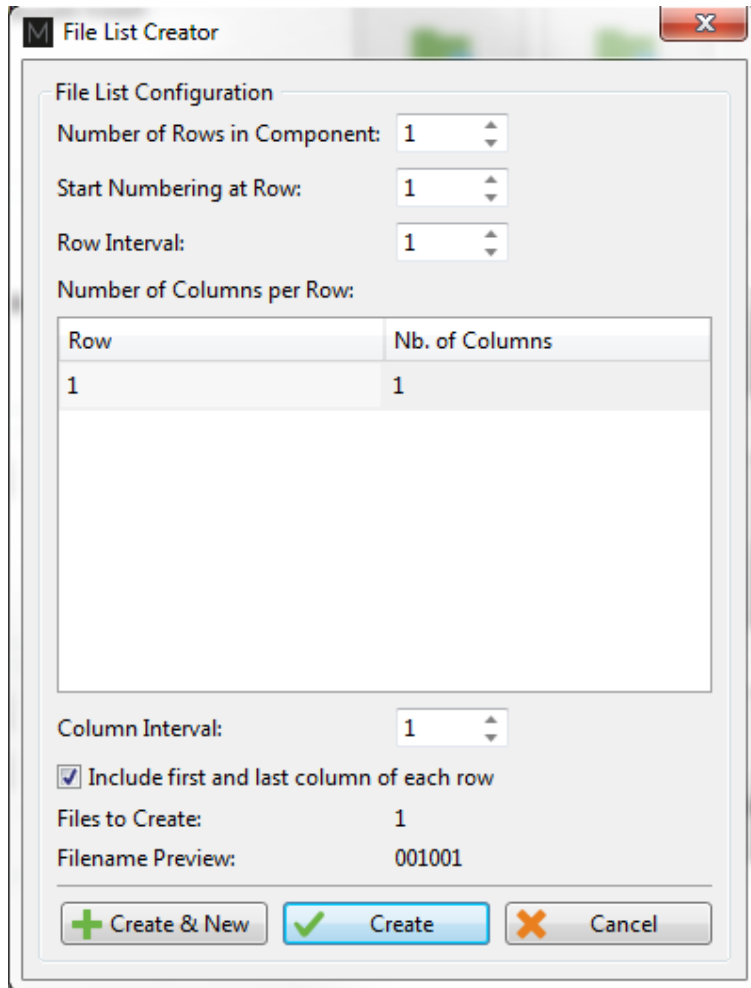 M File List Creator
File List Configuration
Number of Rows in Component: 1
Start Numbering at Row: 1
Row Interval: 1
Number of Columns per Row:
Row Nb. of Columns
1 1
Column Interval: 1
Include first and last column of each row
Files to Create: 1
Filename Preview: 001001
Create & New Create Cancel